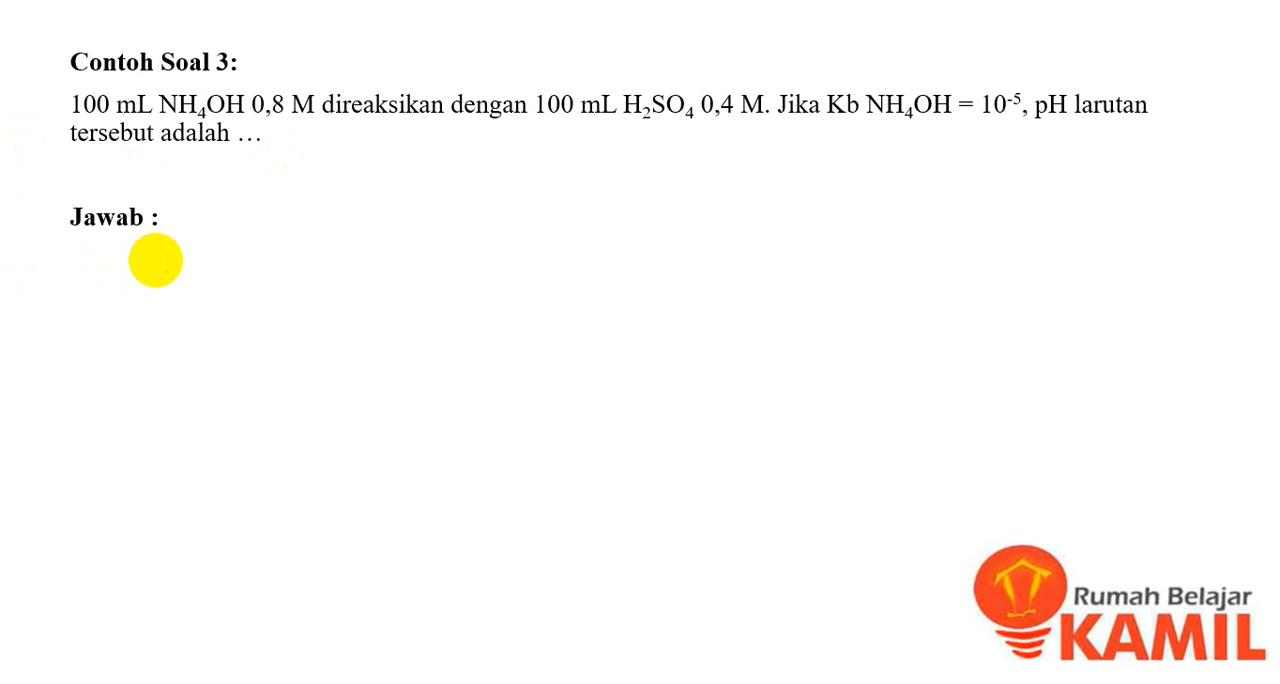 Contoh Soal 3:
100 mL NH₄OH 0,8 M direaksikan dengan 100 mL H₂SO₄ 0,4 M. Jika Kb NH₄OH = 10⁻⁵, pH larutan
tersebut adalah …
Jawab :
Rumah Belajar
KAMIL